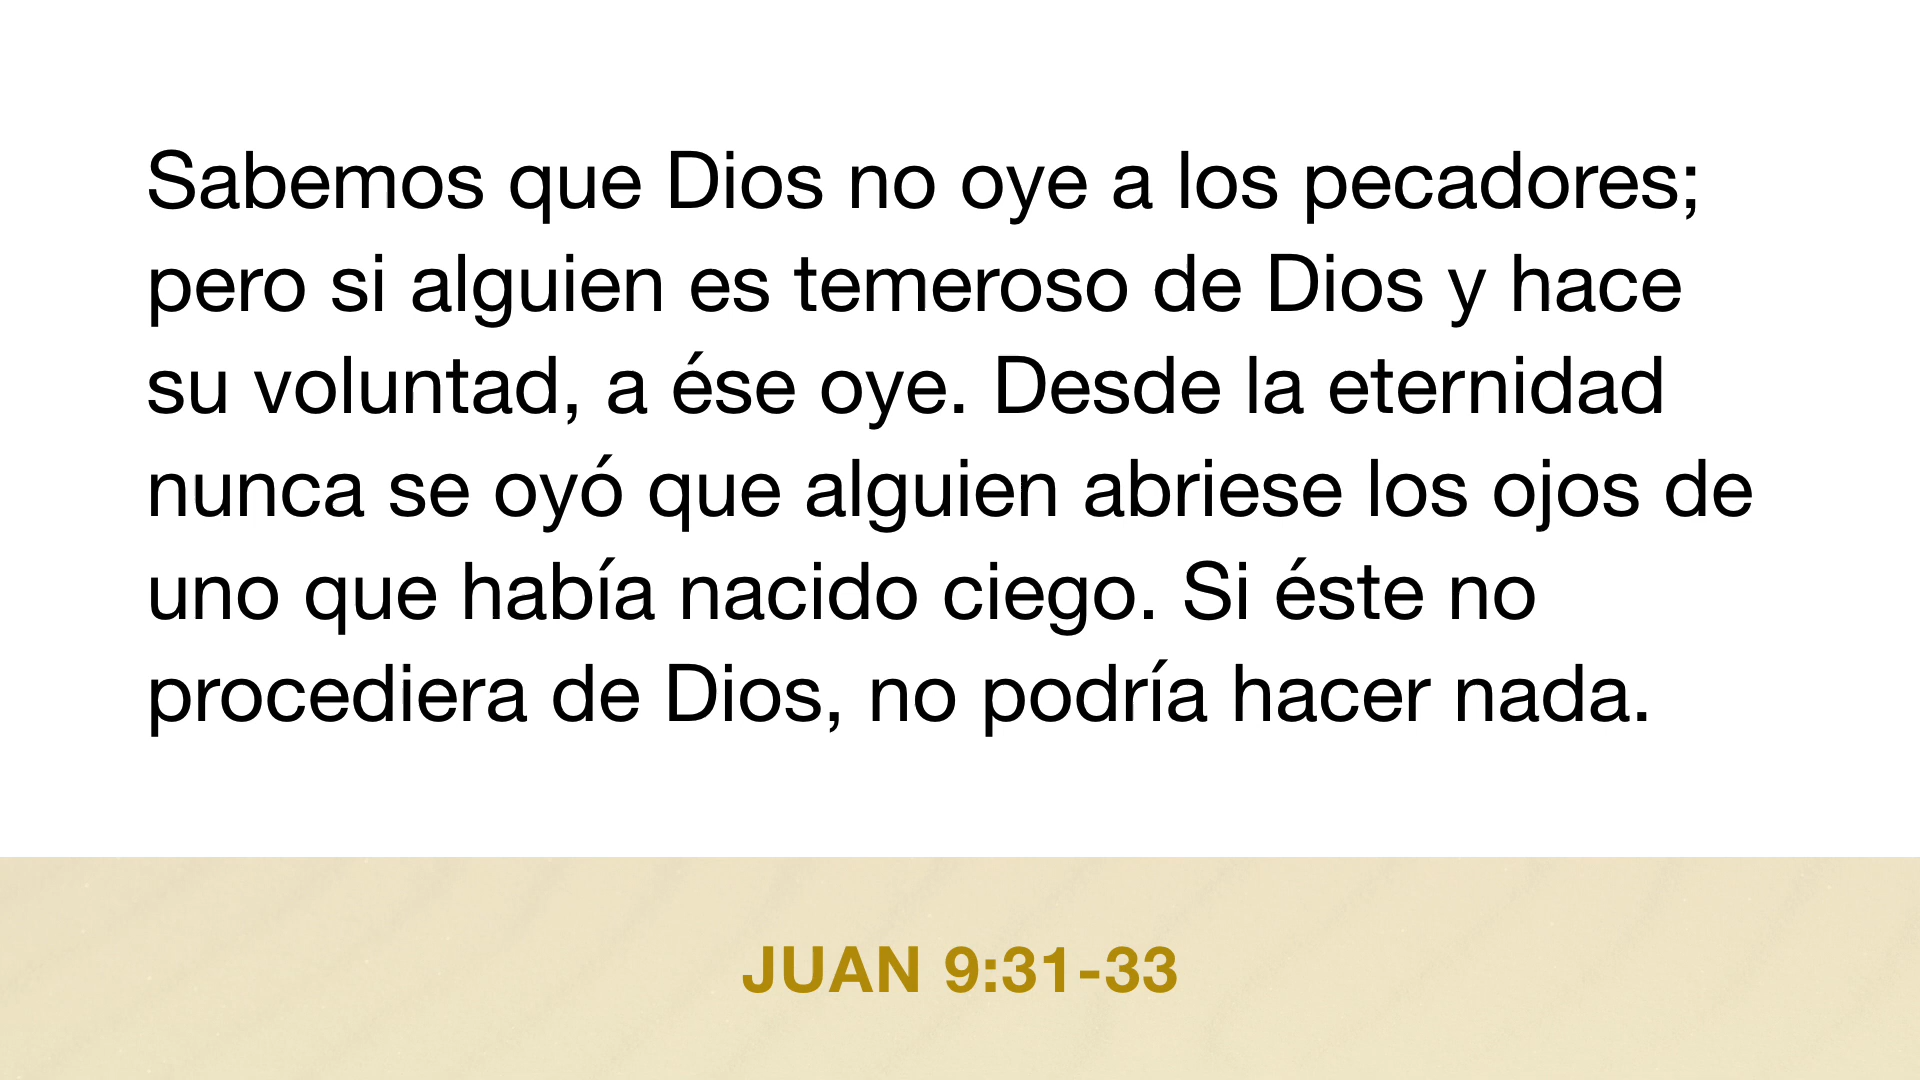 Sabemos que Dios no oye a los pecadores;
pero si alguien es temeroso de Dios y hace
su voluntad, a ése oye. Desde la eternidad
nunca se oyó que alguien abriese los ojos de
uno que había nacido ciego. Si éste no
procediera de Dios, no podría hacer nada.
JUAN 9:31-33